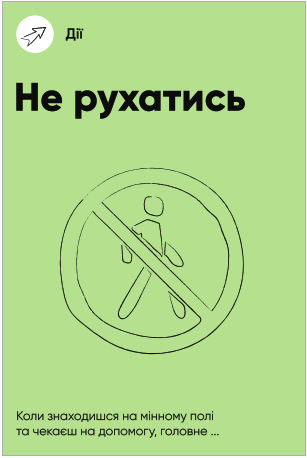 Дії
Не рухатись
Коли знаходишся на мінному полі
та чекаєш на допомогу, головне ...